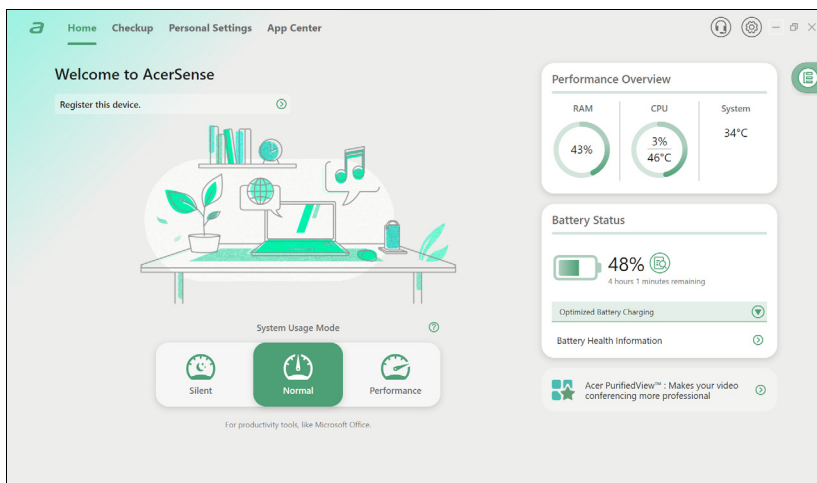 a Home Checkup Personal Settings App Center
Welcome to AcerSense
Register this device.
System Usage Mode
Silent
Normal
Performance
For productivity tools, like Microsoft Office.
Performance Overview
RAM
43%
CPU
3%
46°C
System
34°C
Battery Status
48%
4 hours 1 minutes remaining
Optimized Battery Charging
Battery Health Information
Acer PurifiedView™ : Makes your video
conferencing more professional